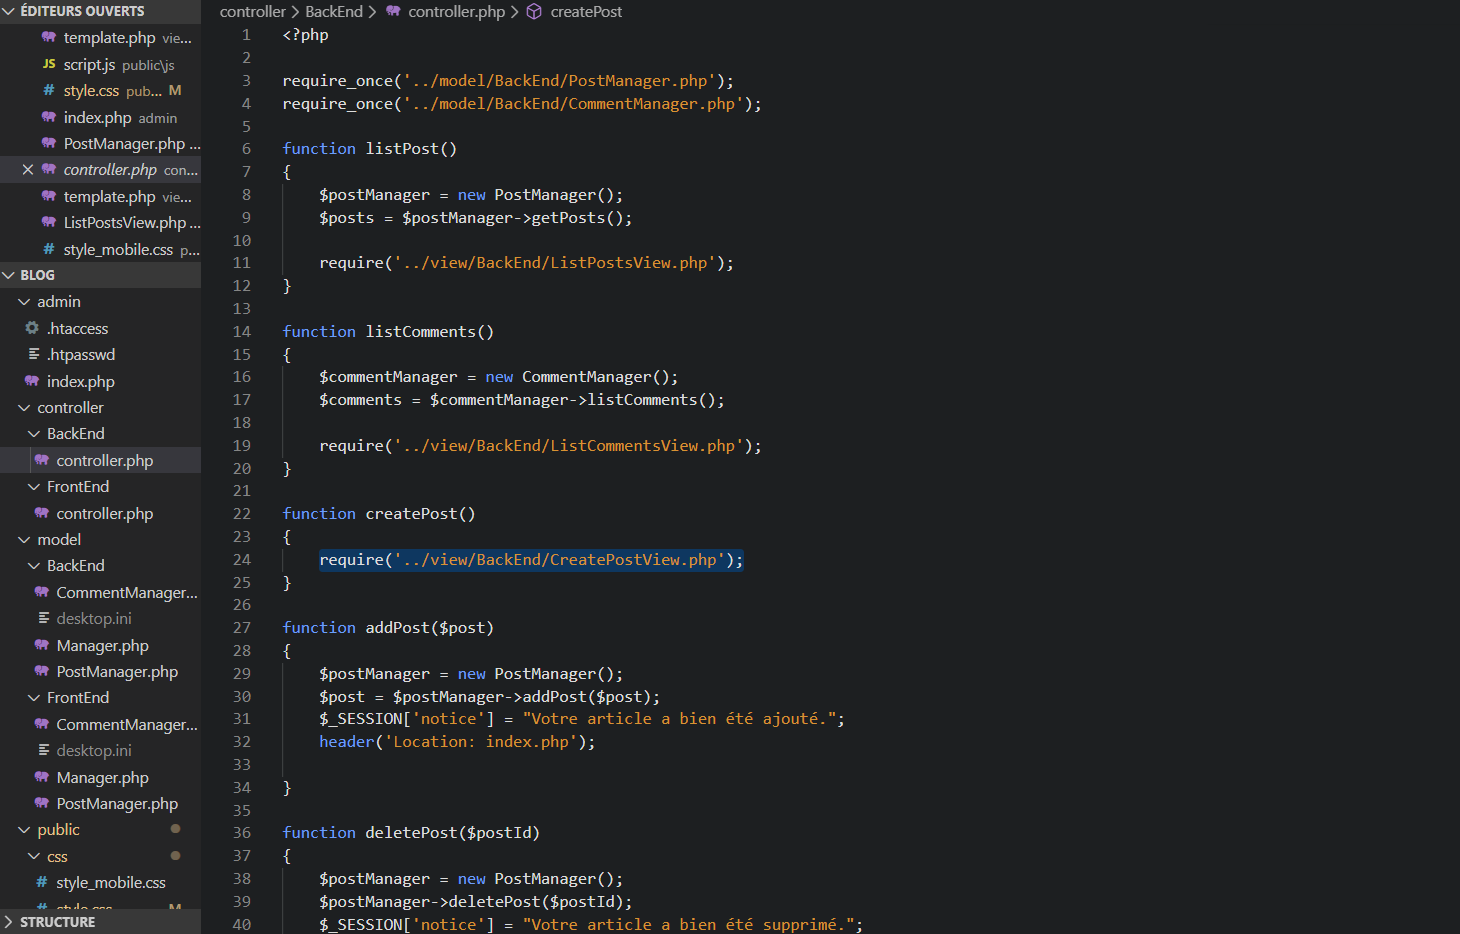 ÉDITEURS OUVERTS
template.php vie...
JS script.js public\js
# style.css pub... M
index.php admin
PostManager.php ...
controller.php con...
template.php vie...
ListPostsView.php ...
# style_mobile.css p...
BLOG
admin
.htaccess
.htpasswd
index.php
controller
BackEnd
controller.php
FrontEnd
controller.php
model
BackEnd
CommentManager...
desktop.ini
Manager.php
PostManager.php
FrontEnd
CommentManager...
desktop.ini
Manager.php
PostManager.php
public
css
# style_mobile.css
# style.css M
STRUCTURE
controller > BackEnd > controller.php > createPost
1 <?php
2
3 require_once('../model/BackEnd/PostManager.php');
4 require_once('../model/BackEnd/CommentManager.php');
5
6 function listPost()
7 {
8 $postManager = new PostManager();
9 $posts = $postManager->getPosts();
10
11 require('../view/BackEnd/ListPostsView.php');
12 }
13
14 function listComments()
15 {
16 $commentManager = new CommentManager();
17 $comments = $commentManager->listComments();
18
19 require('../view/BackEnd/ListCommentsView.php');
20 }
21
22 function createPost()
23 {
24 require('../view/BackEnd/CreatePostView.php');
25 }
26
27 function addPost($post)
28 {
29 $postManager = new PostManager();
30 $post = $postManager->addPost($post);
31 $_SESSION['notice'] = "Votre article a bien été ajouté.";
32 header('Location: index.php');
33
34 }
35
36 function deletePost($postId)
37 {
38 $postManager = new PostManager();
39 $postManager->deletePost($postId);
40 $_SESSION['notice'] = "Votre article a bien été supprimé.";